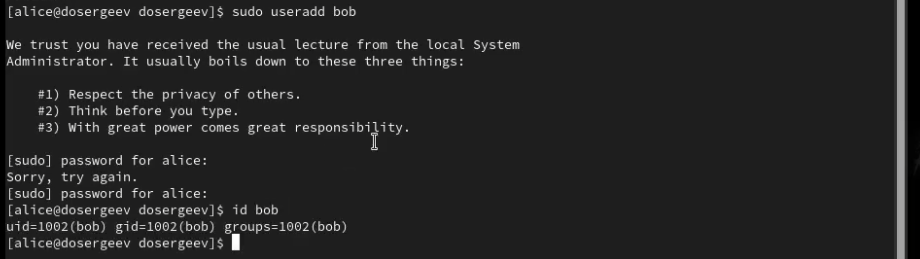 [alice@dosergeev dosergeev]$ sudo useradd bob
We trust you have received the usual lecture from the local System
Administrator. It usually boils down to these three things:
#1) Respect the privacy of others.
#2) Think before you type.
#3) With great power comes great responsibility.
[sudo] password for alice:
Sorry, try again.
[sudo] password for alice:
[alice@dosergeev dosergeev]$ id bob
uid=1002(bob) gid=1002(bob) groups=1002(bob)
[alice@dosergeev dosergeev]$